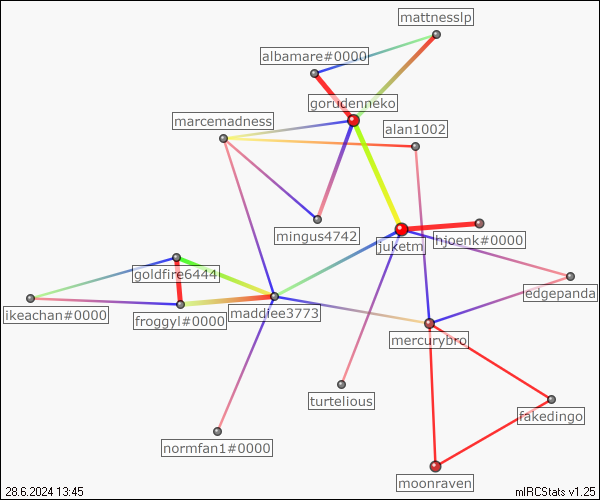 mattnesslp
albamare#0000
gorudenneko
marcemadness
alan1002
mingus4742
juketm
hjoenk#0000
goldfire6444
edgepanda
ikeachan#0000
froggyl#0000
maddiee3773
mercurybro
turtelious
fakedingo
normfan1#0000
moonraven
28.6.2024 13:45
mIRCStats v1.25